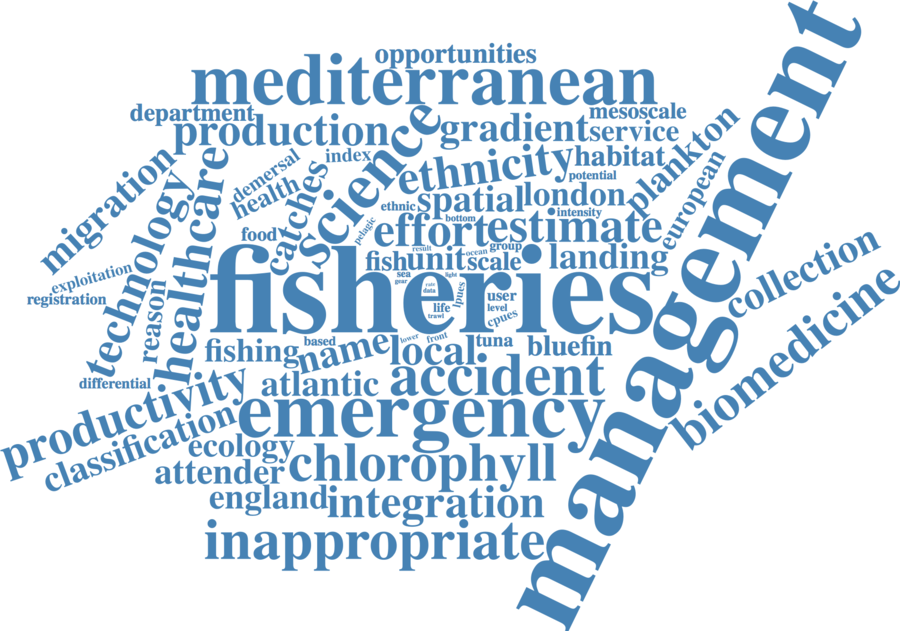 opportunities
mediterranean
department
mesoscale
production
gradient
service
science
plankton
migration
index
ethnicity
habitat
potential
demersal
health
catches
technology
healthcare
ethnic
spatial
london
european
intensity
bottom
pelagic
food
effort
estimate
result
group
ocean
fish
unit
scale
landing
exploitation
registration
reason
sea
gear
light
rate
data
fisheries
life
trawl
lpues
user
level
cpues
management
collection
biomedicine
fishing
based
name
lower
front
local
tuna
bluefin
differential
atlantic
accident
productivity
classification
emergency
ecology
attender
chlorophyll
england
integration
inappropriate